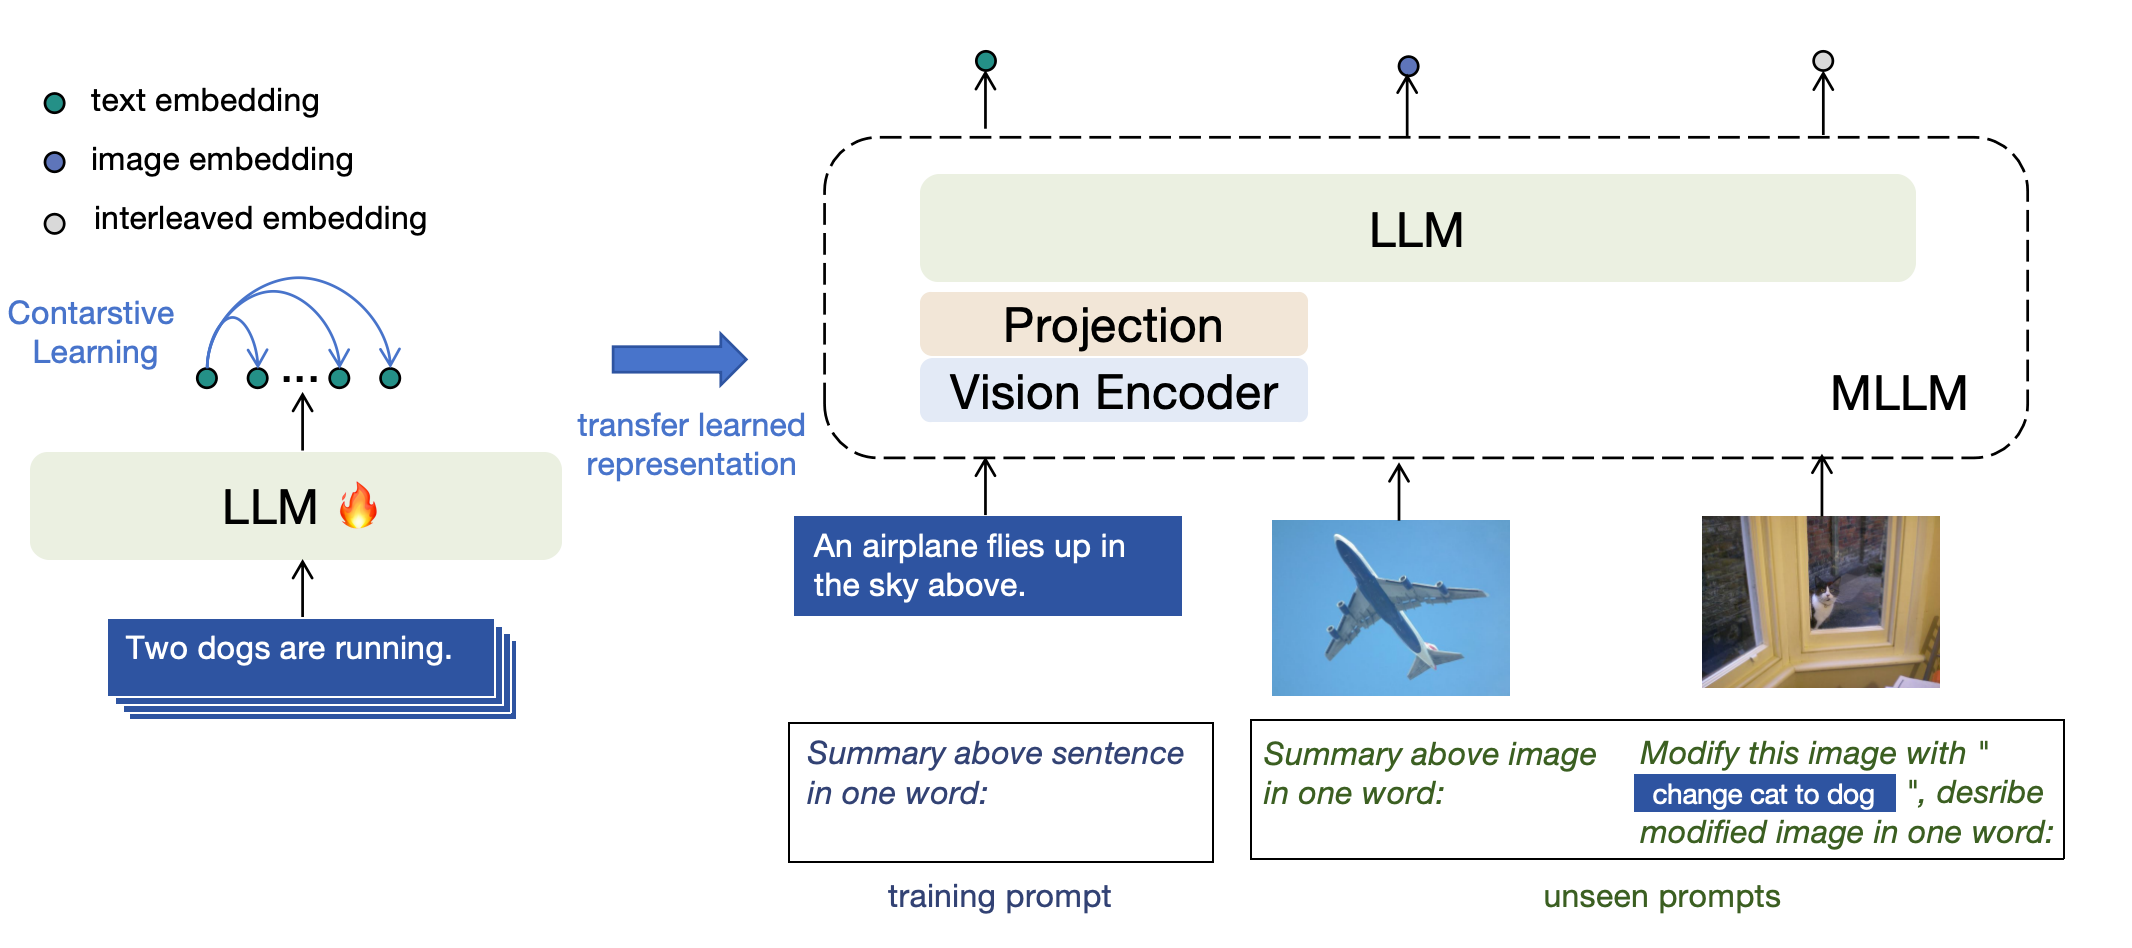 text embedding
image embedding
interleaved embedding
Contarstive
Learning
...
LLM
Two dogs are running.
transfer learned
representation
LLM
Projection
Vision Encoder
MLLM
An airplane flies up in
the sky above.
Summary above sentence
in one word:
training prompt
Summary above image
in one word:
Modify this image with "
change cat to dog ", desribe
modified image in one word:
unseen prompts